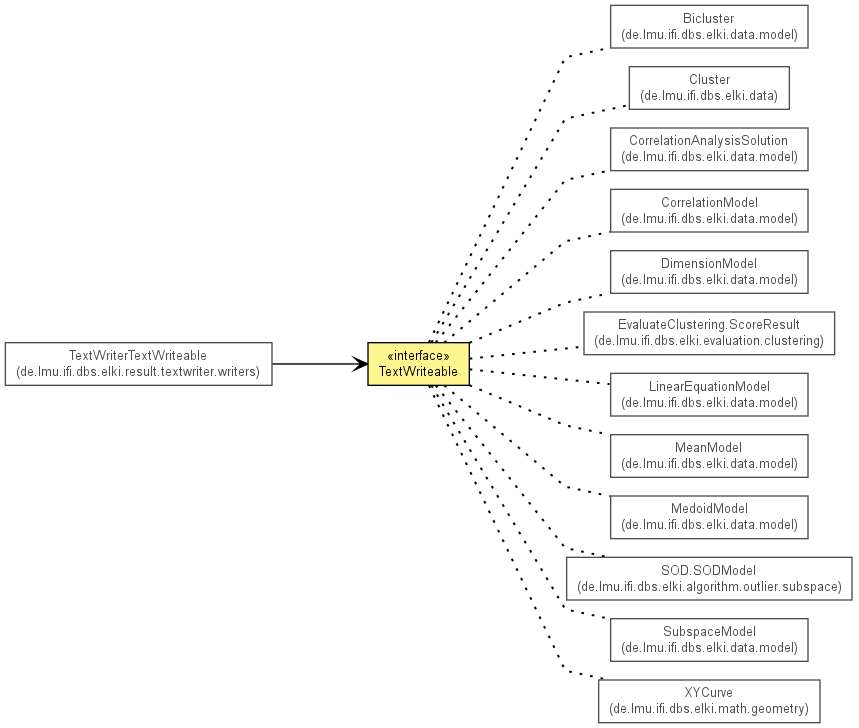 Bicluster
(de.lmu.ifi.dbs.elki.data.model)
Cluster
(de.lmu.ifi.dbs.elki.data)
CorrelationAnalysisSolution
(de.lmu.ifi.dbs.elki.data.model)
CorrelationModel
(de.lmu.ifi.dbs.elki.data.model)
DimensionModel
(de.lmu.ifi.dbs.elki.data.model)
EvaluateClustering.ScoreResult
(de.lmu.ifi.dbs.elki.evaluation.clustering)
TextWriterTextWriteable
(de.lmu.ifi.dbs.elki.result.textwriter.writers)
«interface»
TextWriteable
LinearEquationModel
(de.lmu.ifi.dbs.elki.data.model)
MeanModel
(de.lmu.ifi.dbs.elki.data.model)
MedoidModel
(de.lmu.ifi.dbs.elki.data.model)
SOD.SODModel
(de.lmu.ifi.dbs.elki.algorithm.outlier.subspace)
SubspaceModel
(de.lmu.ifi.dbs.elki.data.model)
XYCurve
(de.lmu.ifi.dbs.elki.math.geometry)